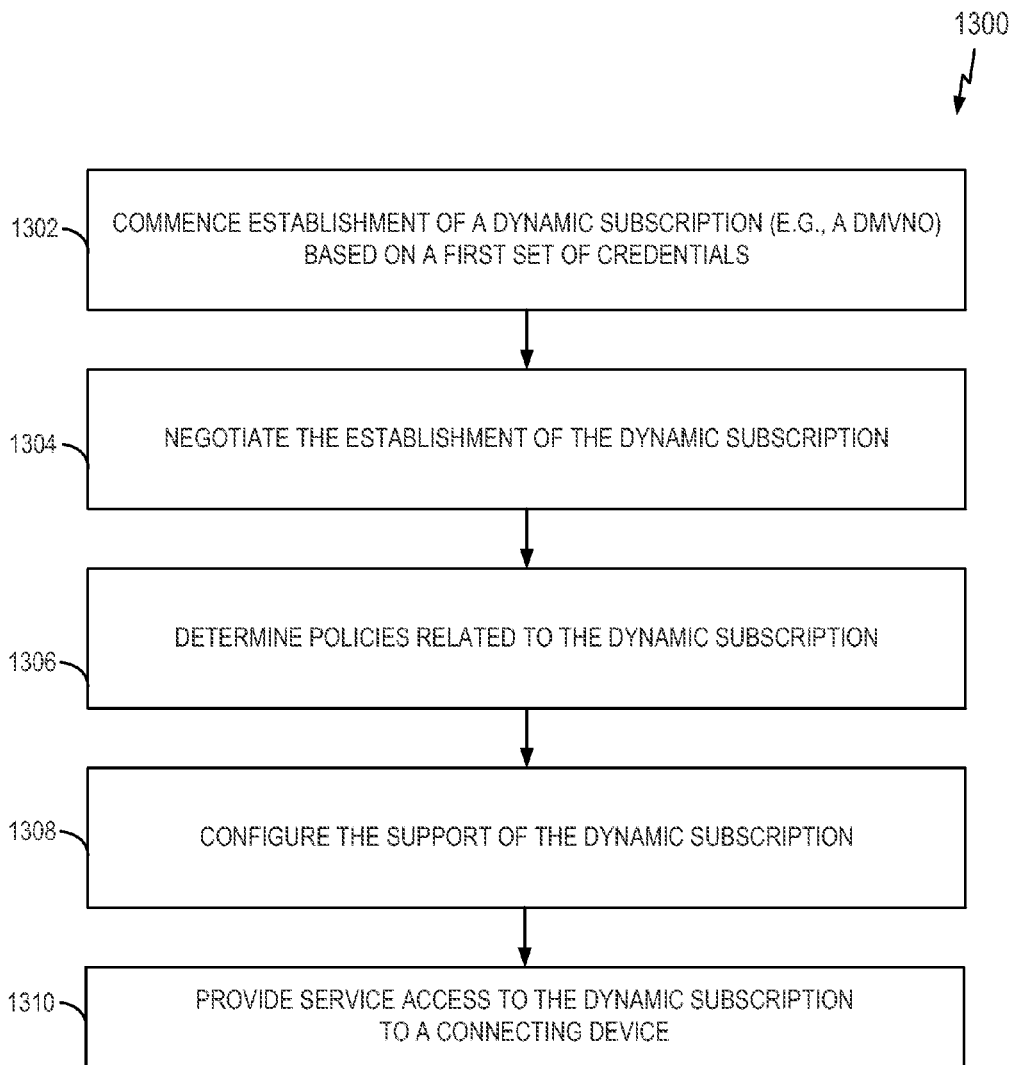 1300
1302
COMMENCE ESTABLISHMENT OF A DYNAMIC SUBSCRIPTION (E.G., A DMVNO)
BASED ON A FIRST SET OF CREDENTIALS
1304
NEGOTIATE THE ESTABLISHMENT OF THE DYNAMIC SUBSCRIPTION
1306
DETERMINE POLICIES RELATED TO THE DYNAMIC SUBSCRIPTION
1308
CONFIGURE THE SUPPORT OF THE DYNAMIC SUBSCRIPTION
1310
PROVIDE SERVICE ACCESS TO THE DYNAMIC SUBSCRIPTION
TO A CONNECTING DEVICE